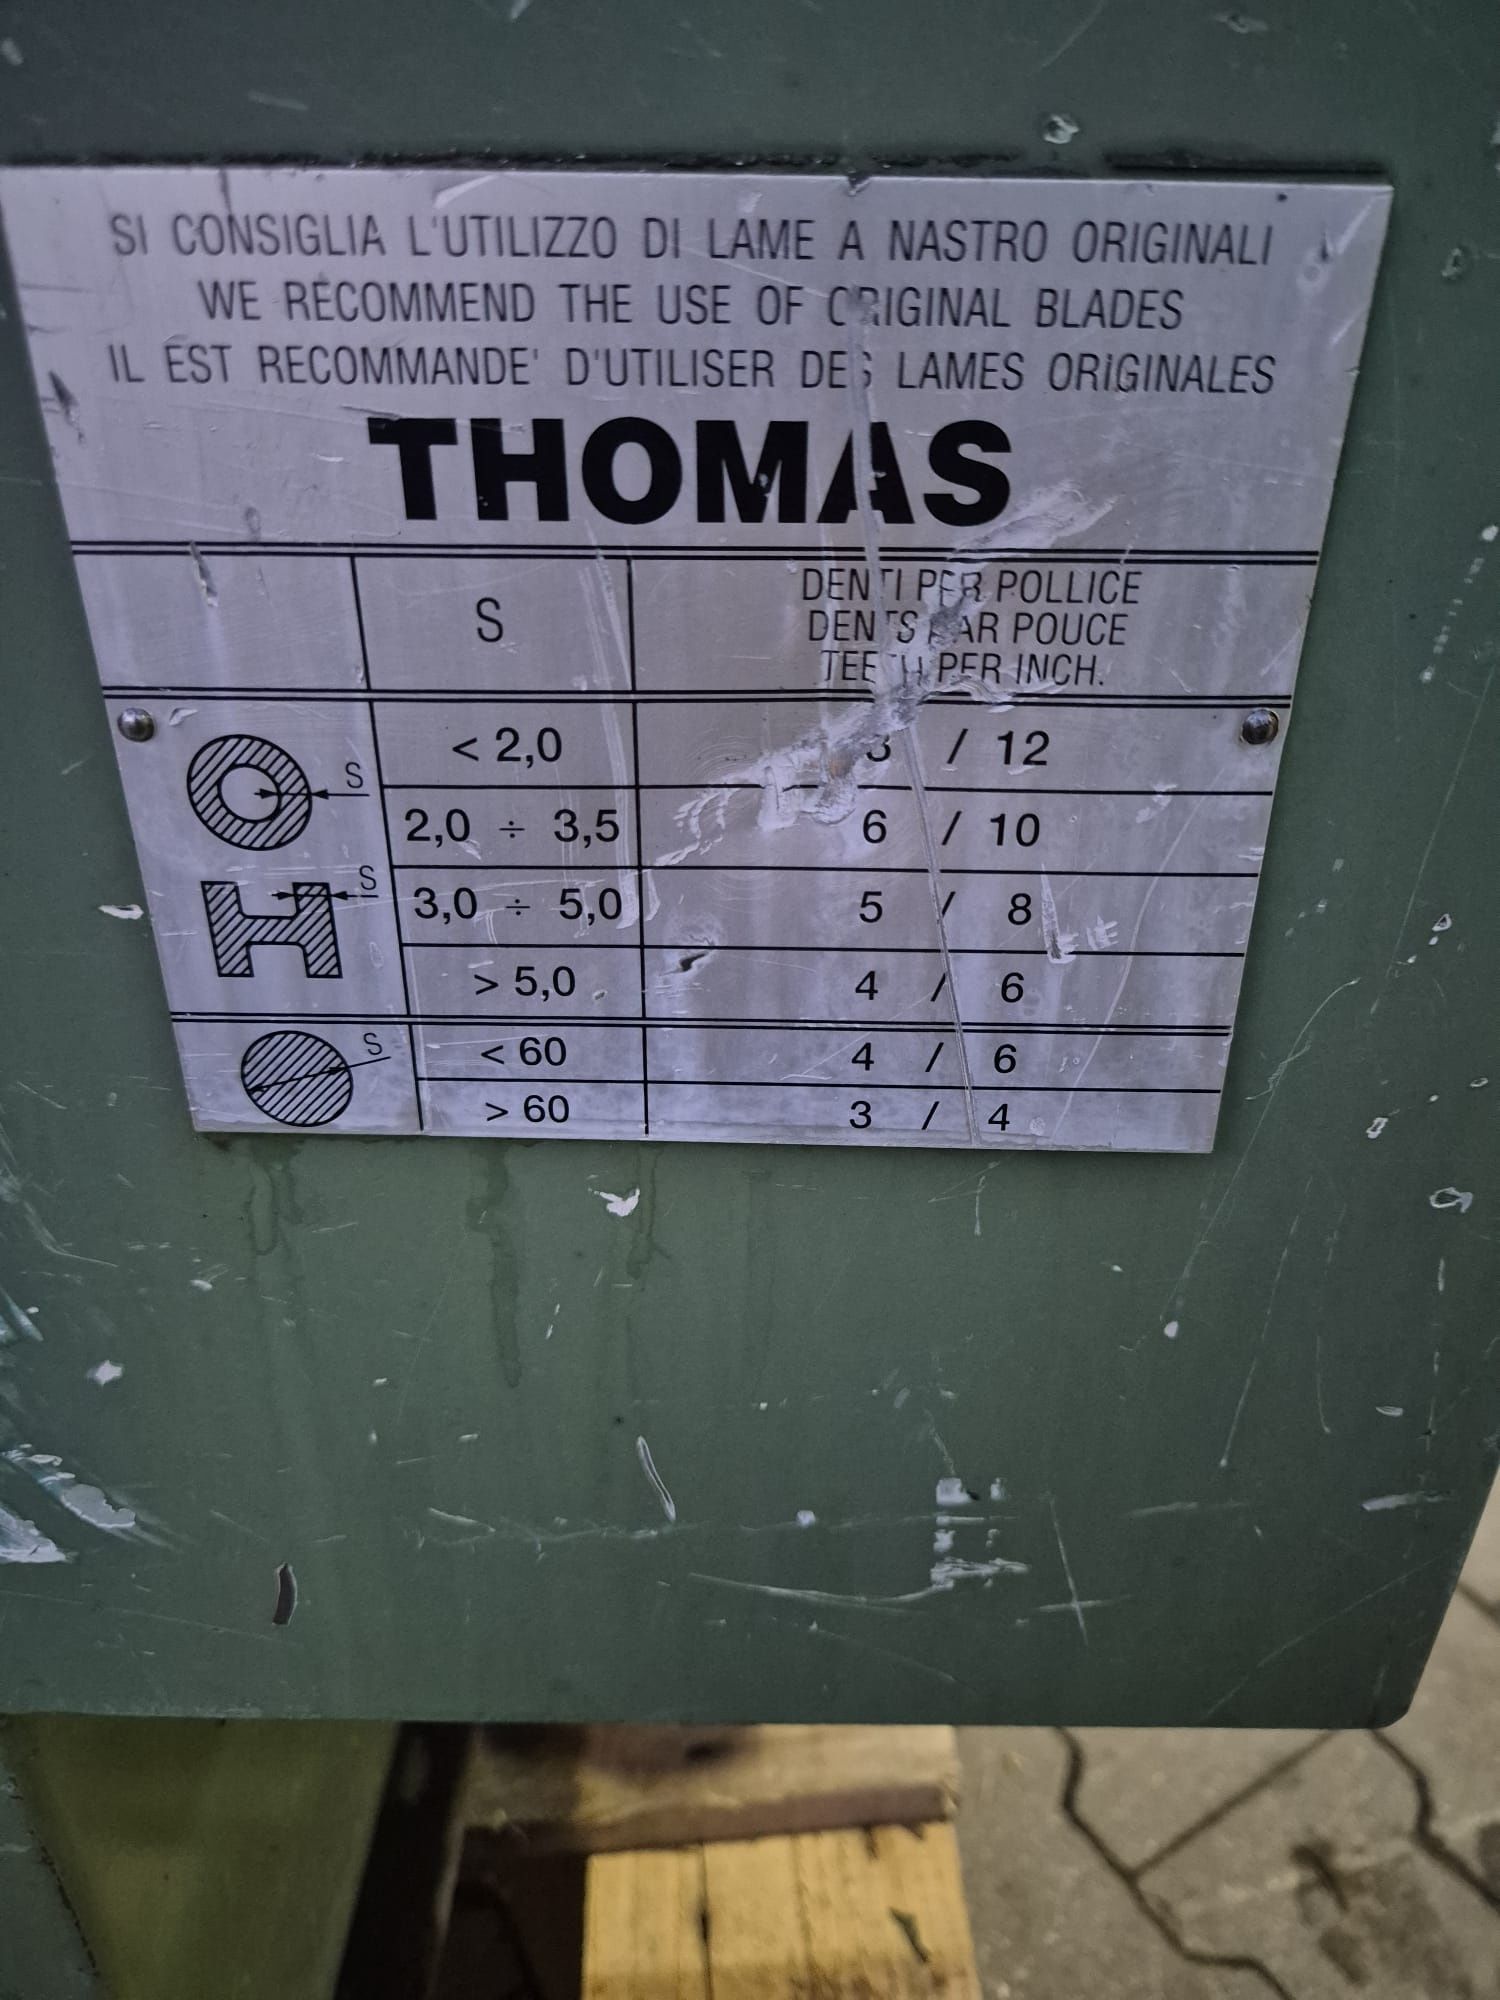 SI CONSIGLIA L'UTILIZZO DI LAME A NASTRO ORIGINALI
WE RECOMMEND THE USE OF ORIGINAL BLADES
IL EST RECOMMANDE' D'UTILISER DES LAMES ORIGINALES
THOMAS
S
DENTI PER POLLICE
DENTS PAR POUCE
TEETH PER INCH.
S
< 2,0 / 12
2,0 ÷ 3,5 6 / 10
S
3,0 ÷ 5,0 5 / 8
> 5,0 4 / 6
S
< 60 4 / 6
> 60 3 / 4